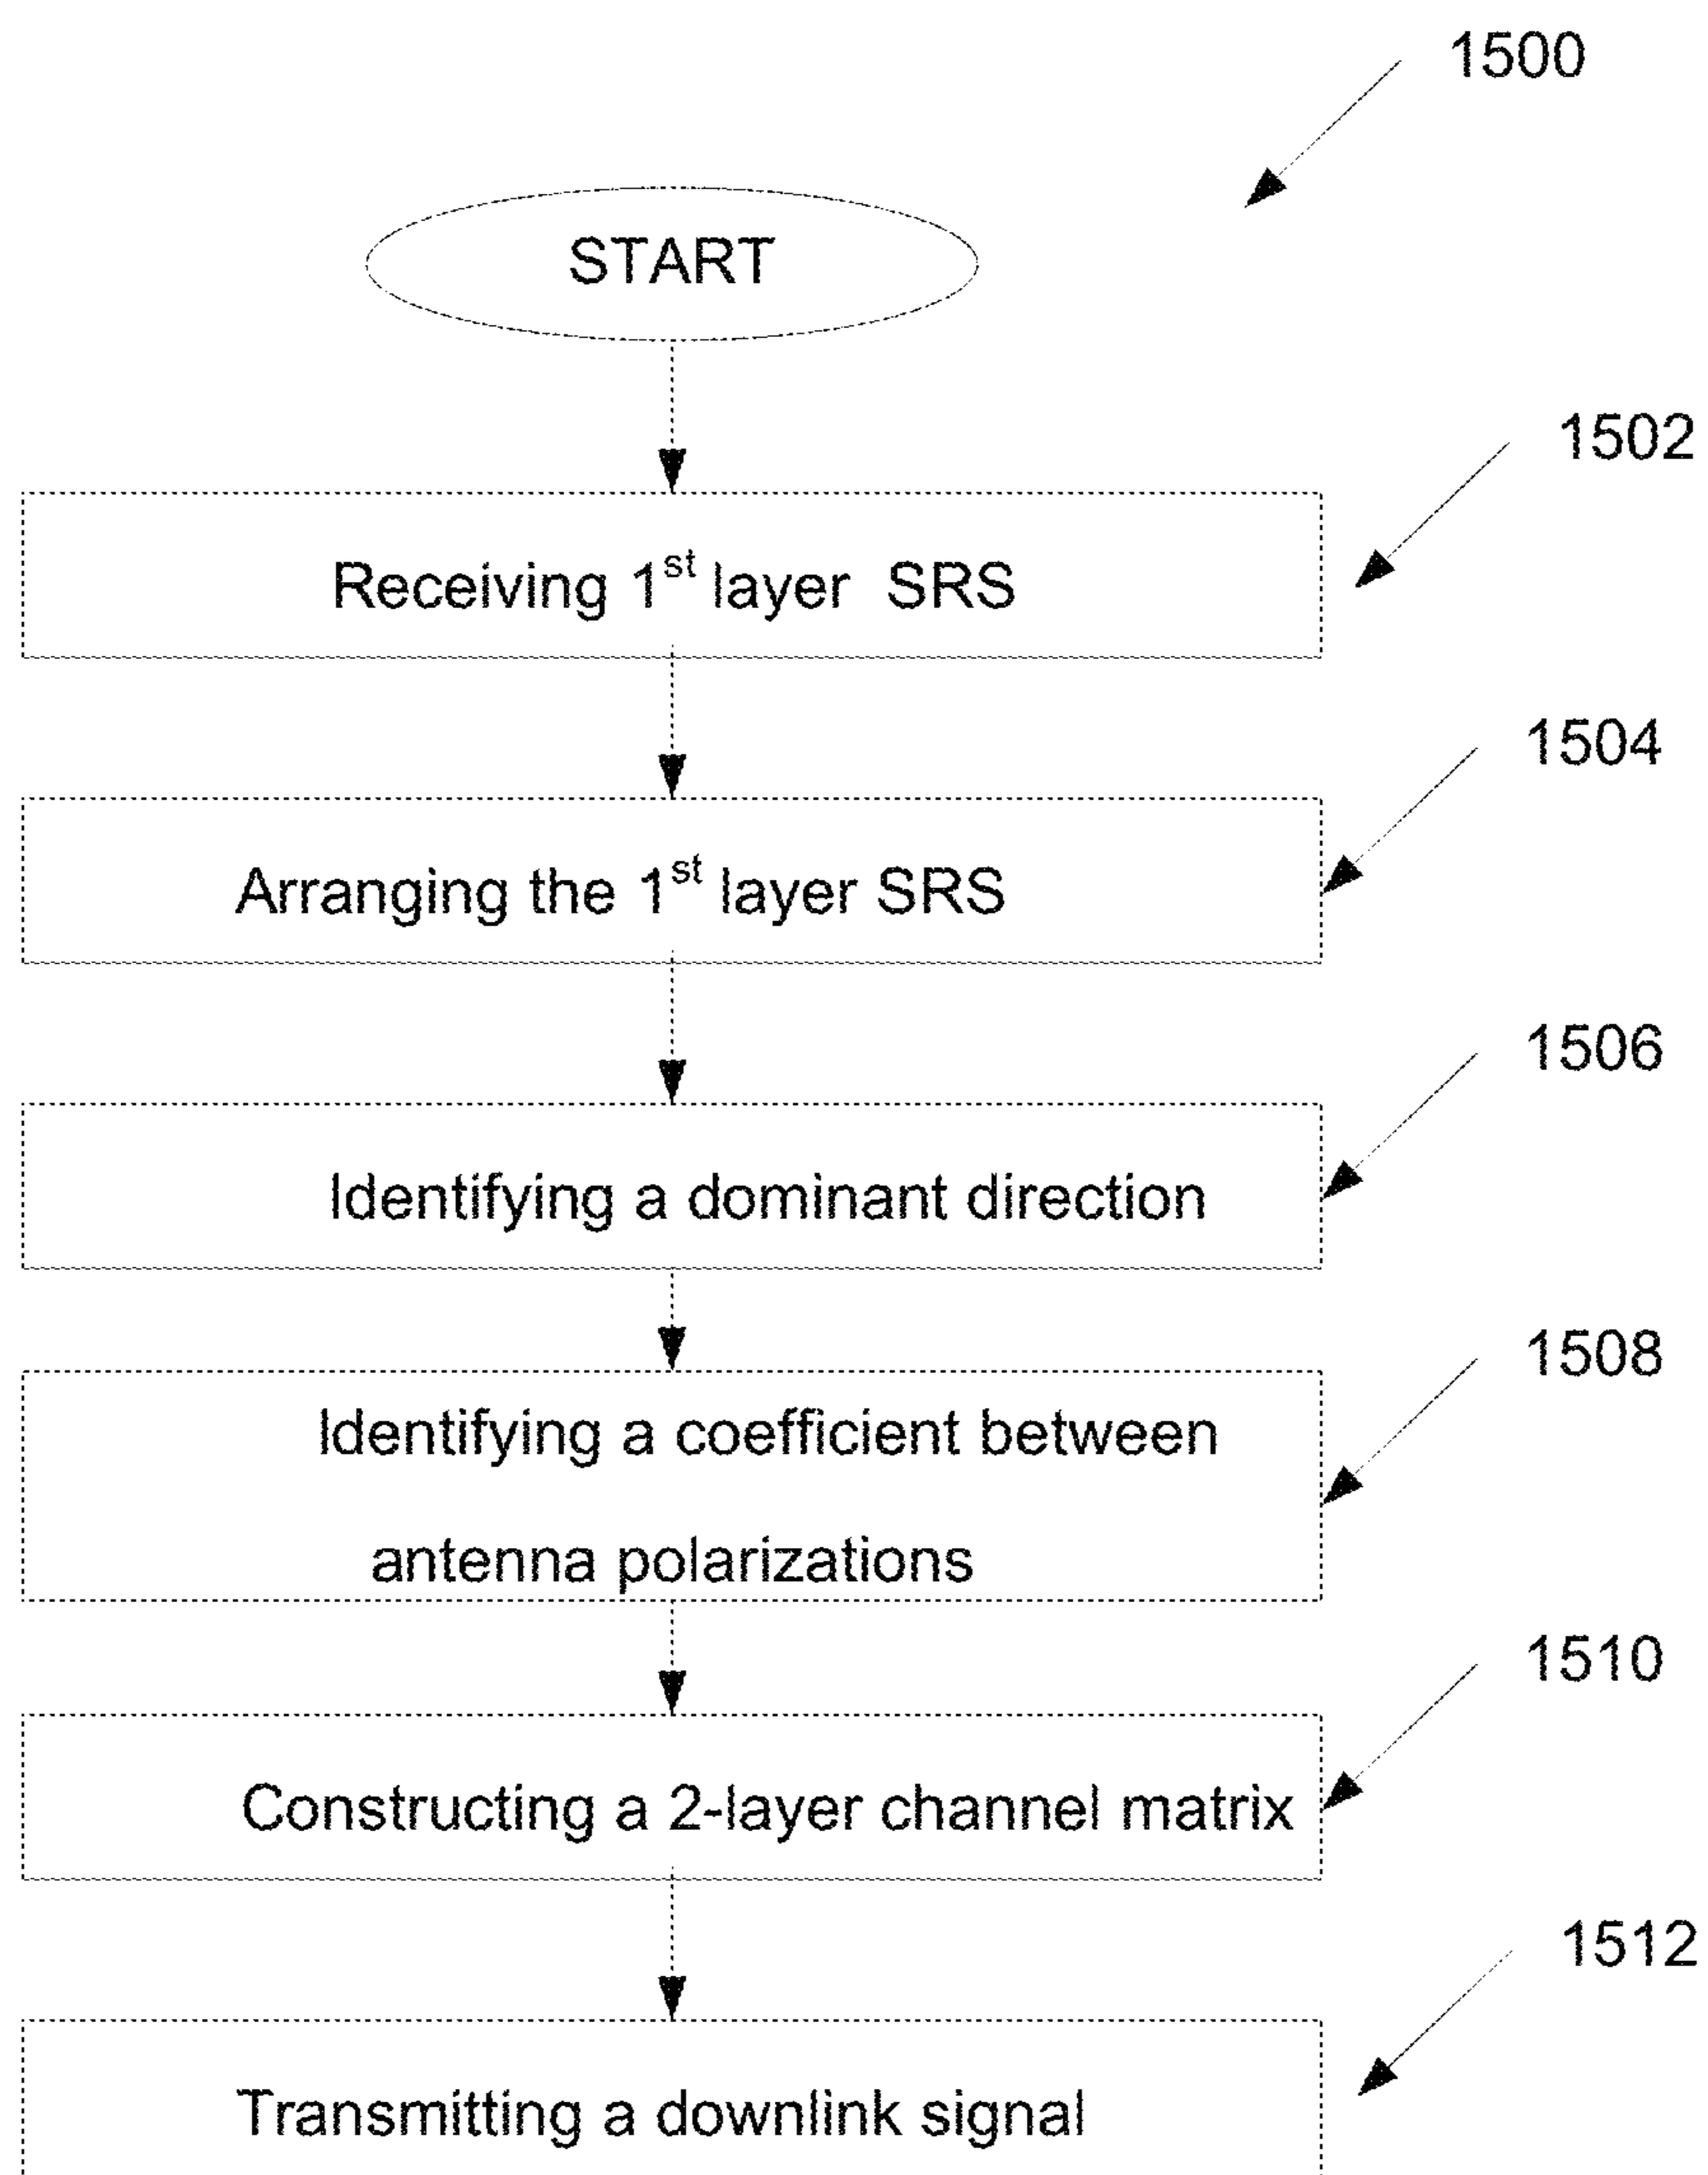 1500
START
1502
Receiving 1st layer SRS
1504
Arranging the 1st layer SRS
1506
Identifying a dominant direction
1508
Identifying a coefficient between
antenna polarizations
1510
Constructing a 2-layer channel matrix
1512
Transmitting a downlink signal